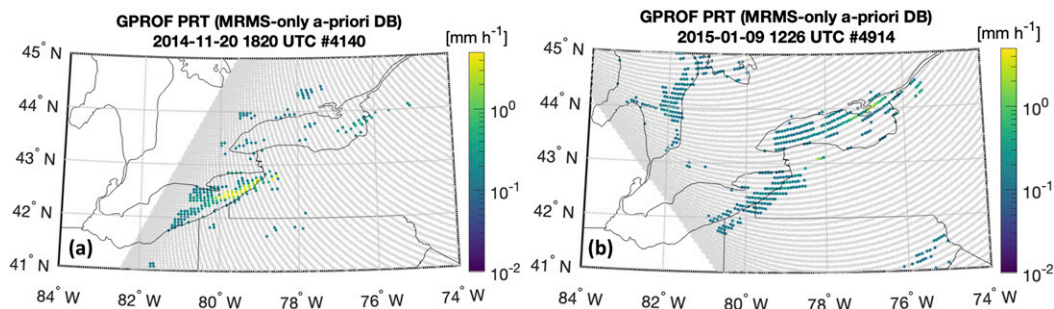 GPROF PRT (MRMS-only a-priori DB)
2014-11-20 1820 UTC #4140
[mm h⁻¹]
45° N
44° N
43° N
42° N
41° N
10⁰
10⁻¹
10⁻²
(a)
84° W
82° W
80° W
78° W
76° W
74° W
GPROF PRT (MRMS-only a-priori DB)
2015-01-09 1226 UTC #4914
[mm h⁻¹]
45° N
44° N
43° N
42° N
41° N
10⁰
10⁻¹
10⁻²
(b)
84° W
82° W
80° W
78° W
76° W
74° W